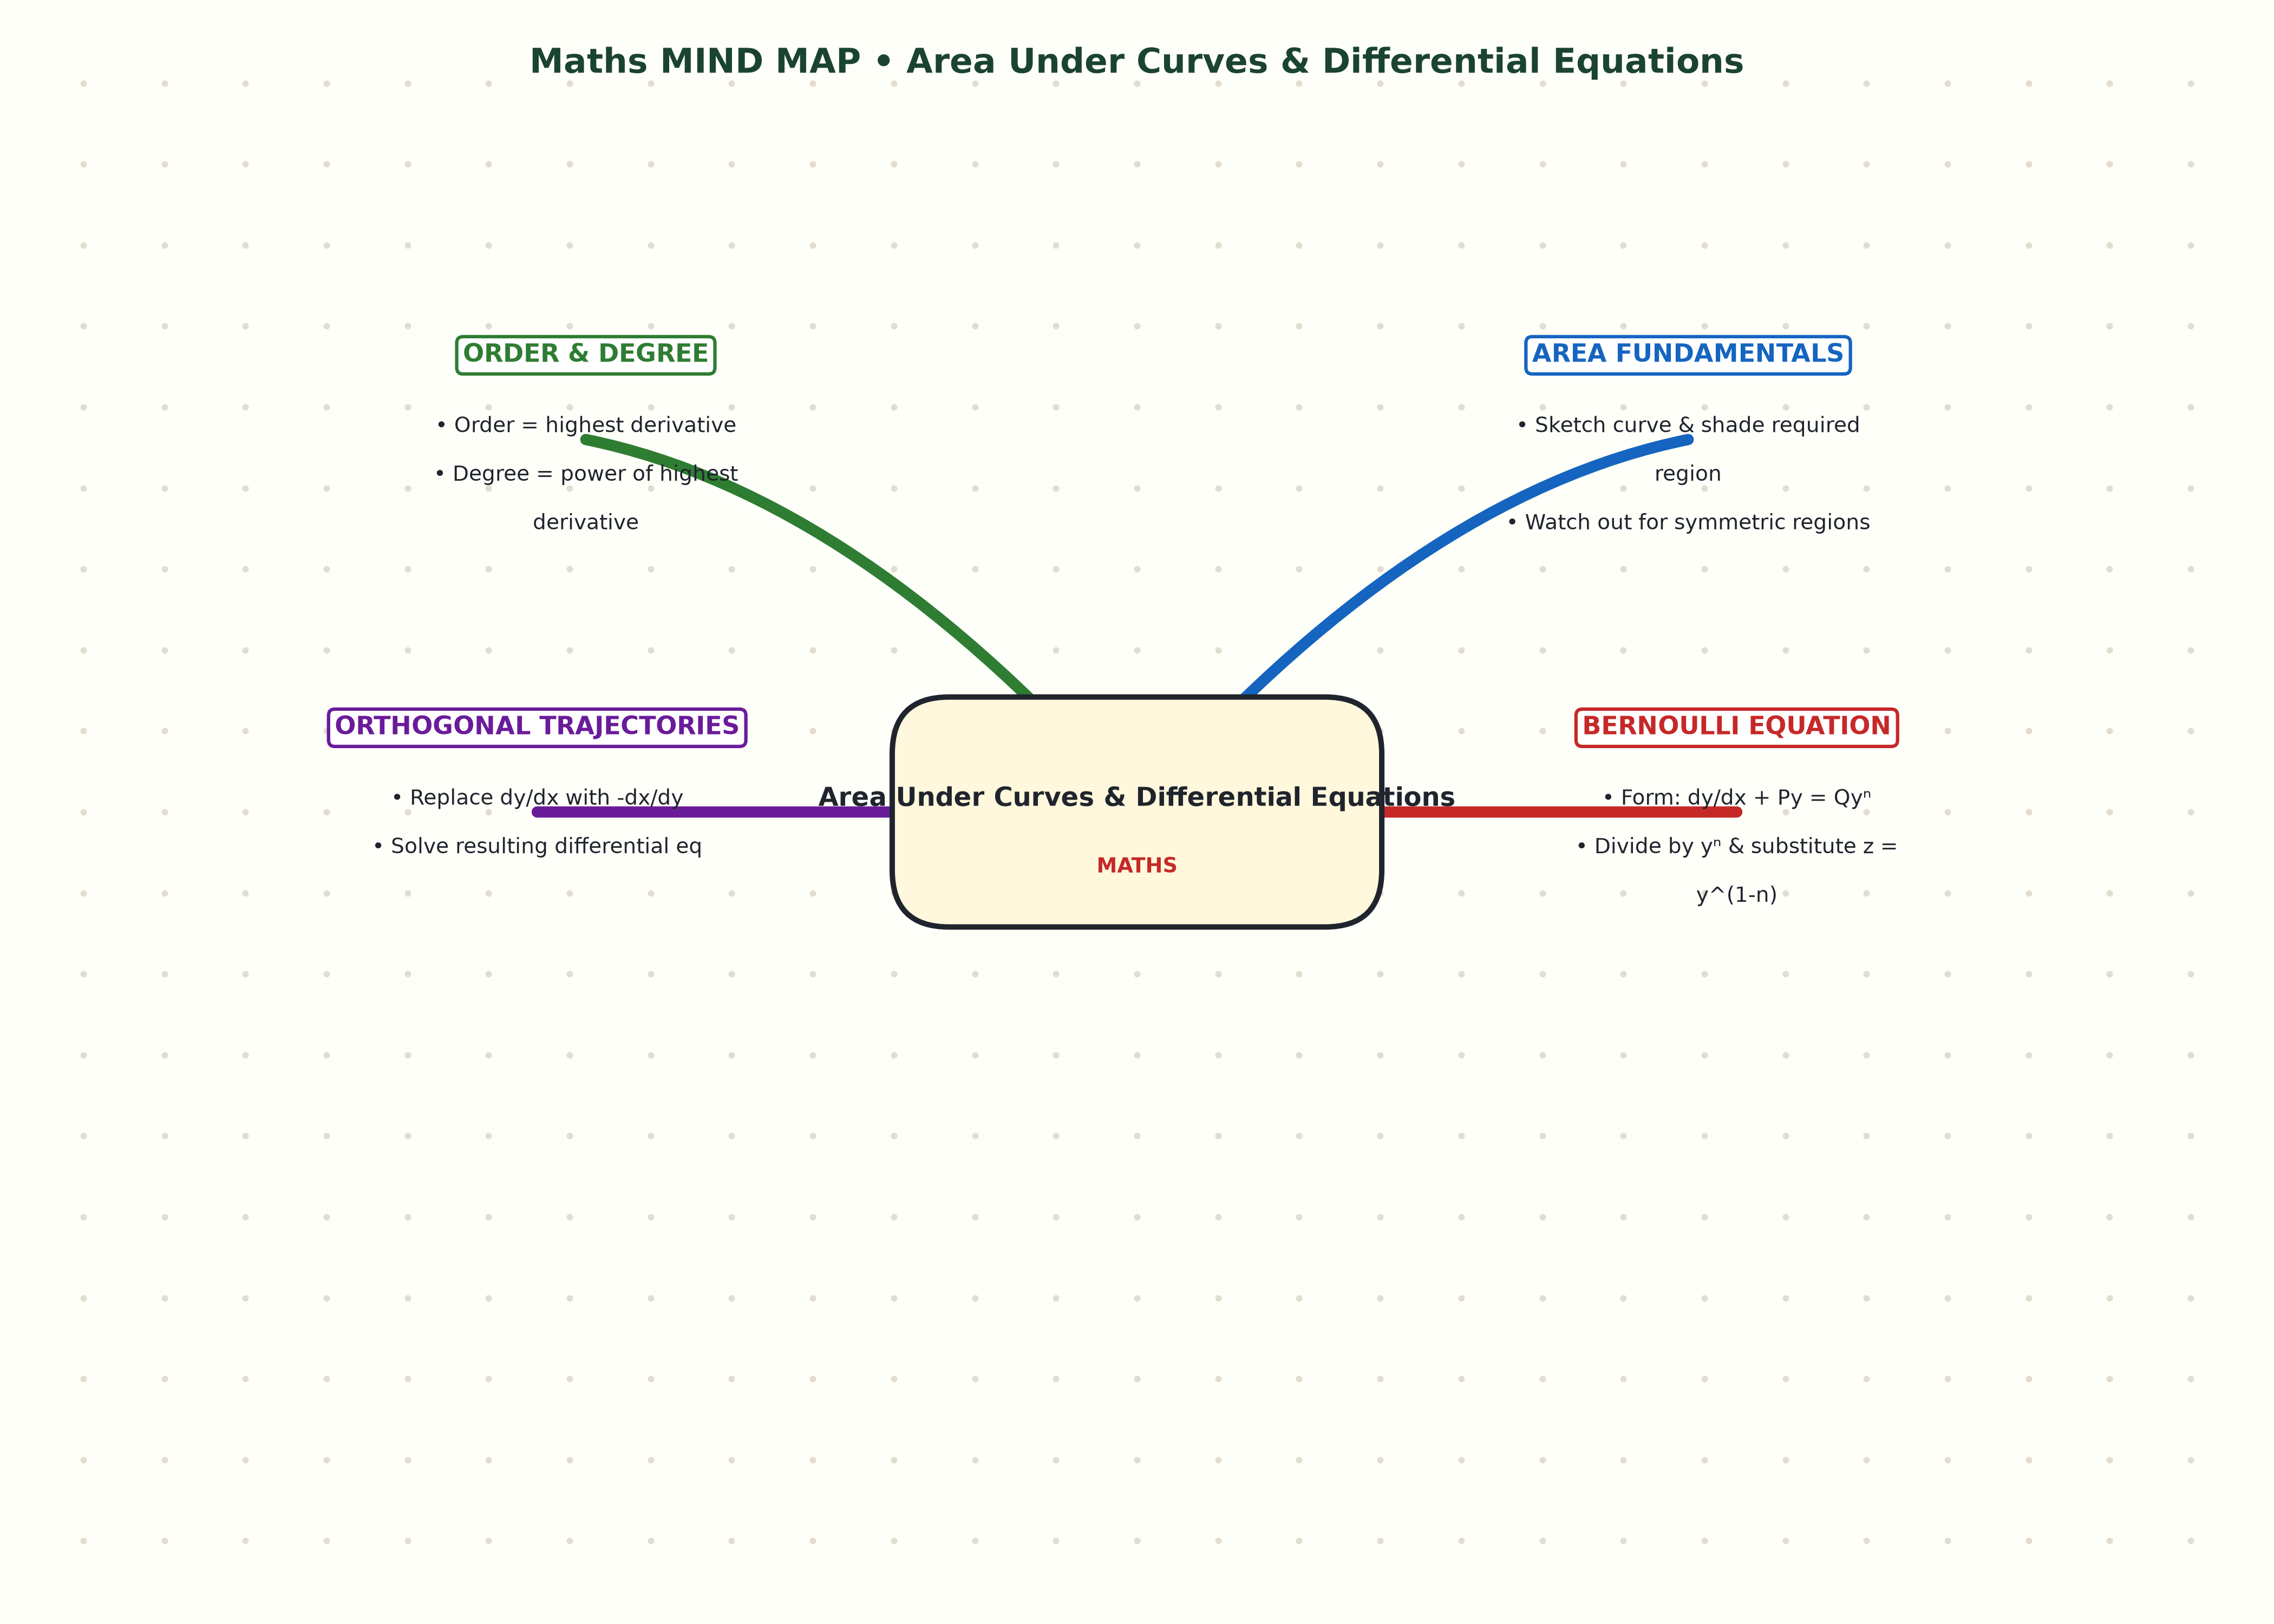 Maths MIND MAP • Area Under Curves & Differential Equations
ORDER & DEGREE
• Order = highest derivative
• Degree = power of highest
derivative
AREA FUNDAMENTALS
• Sketch curve & shade required
region
• Watch out for symmetric regions
ORTHOGONAL TRAJECTORIES
• Replace dy/dx with -dx/dy
• Solve resulting differential eq
Area Under Curves & Differential Equations
MATHS
BERNOULLI EQUATION
• Form: dy/dx + Py = Qyⁿ
• Divide by yⁿ & substitute z =
y^(1-n)